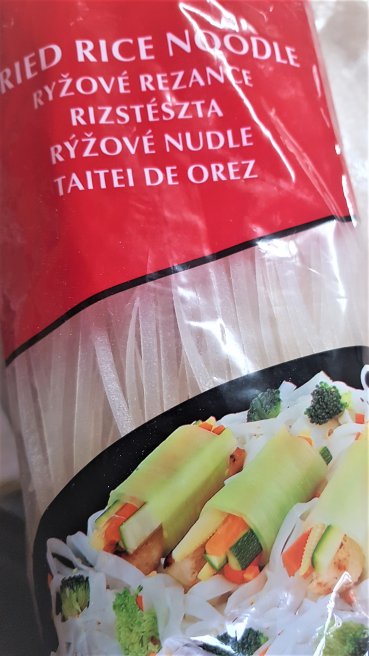 RIED RICE NOODLE
RYŽOVÉ REZANCE
RIZSTÉSZTA
RÝŽOVÉ NUDLE
TAITEI DE OREZ